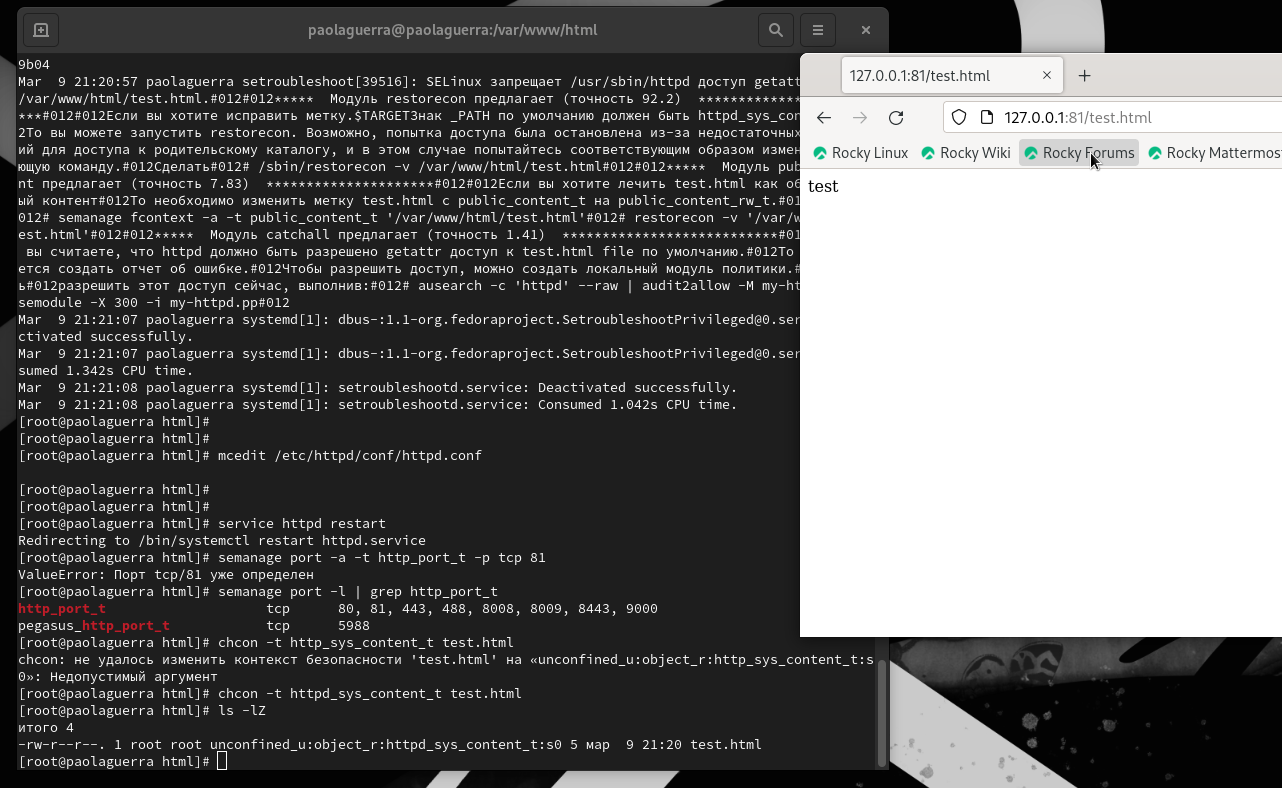 paolaguerra@paolaguerra:/var/www/html
9b04
Mar  9 21:20:57 paolaguerra setroubleshoot[39516]: SELinux запрещает /usr/sbin/httpd доступ getatt
/var/www/html/test.html.#012#012*****  Модуль restorecon предлагает (точность 92.2)  *************
***#012#012Если вы хотите исправить метку.$TARGETЗнак _PATH по умолчанию должен быть httpd_sys_con
2То вы можете запустить restorecon. Возможно, попытка доступа была остановлена из-за недостаточных
ий для доступа к родительскому каталогу, и в этом случае попытайтесь соответствующим образом измен
ющую команду.#012Сделать#012# /sbin/restorecon -v /var/www/html/test.html#012#012*****  Модуль pub
nt предлагает (точность 7.83)  ********************#012#012Если вы хотите лечить test.html как об
ый контент#012То необходимо изменить метку test.html с public_content_t на public_content_rw_t.#01
012# semanage fcontext -a -t public_content_t '/var/www/html/test.html'#012# restorecon -v '/var/w
est.html'#012#012*****  Модуль catchall предлагает (точность 1.41)  **************************#01
 вы считаете, что httpd должно быть разрешено getattr доступ к test.html file по умолчанию.#012То
ется создать отчет об ошибке.#012Чтобы разрешить доступ, можно создать локальный модуль политики.#
ь#012разрешить этот доступ сейчас, выполнив:#012# ausearch -c 'httpd' --raw | audit2allow -M my-ht
semodule -X 300 -i my-httpd.pp#012
Mar  9 21:21:07 paolaguerra systemd[1]: dbus-:1.1-org.fedoraproject.SetroubleshootPrivileged@0.ser
ctivated successfully.
Mar  9 21:21:07 paolaguerra systemd[1]: dbus-:1.1-org.fedoraproject.SetroubleshootPrivileged@0.ser
sumed 1.342s CPU time.
Mar  9 21:21:08 paolaguerra systemd[1]: setroubleshootd.service: Deactivated successfully.
Mar  9 21:21:08 paolaguerra systemd[1]: setroubleshootd.service: Consumed 1.042s CPU time.
[root@paolaguerra html]#
[root@paolaguerra html]#
[root@paolaguerra html]# mcedit /etc/httpd/conf/httpd.conf
[root@paolaguerra html]#
[root@paolaguerra html]#
[root@paolaguerra html]# service httpd restart
Redirecting to /bin/systemctl restart httpd.service
[root@paolaguerra html]# semanage port -a -t http_port_t -p tcp 81
ValueError: Порт tcp/81 уже определен
[root@paolaguerra html]# semanage port -l | grep http_port_t
http_port_t                    tcp      80, 81, 443, 488, 8008, 8009, 8443, 9000
pegasus_http_port_t            tcp      5988
[root@paolaguerra html]# chcon -t http_sys_content_t test.html
chcon: не удалось изменить контекст безопасности 'test.html' на «unconfined_u:object_r:http_sys_content_t:s
0»: Недопустимый аргумент
[root@paolaguerra html]# chcon -t httpd_sys_content_t test.html
[root@paolaguerra html]# ls -lZ
итого 4
-rw-r--r--. 1 root root unconfined_u:object_r:httpd_sys_content_t:s0 5 мар  9 21:20 test.html
[root@paolaguerra html]#
127.0.0.1:81/test.html
127.0.0.1:81/test.html
Rocky Linux Rocky Wiki Rocky Forums Rocky Mattermost
test